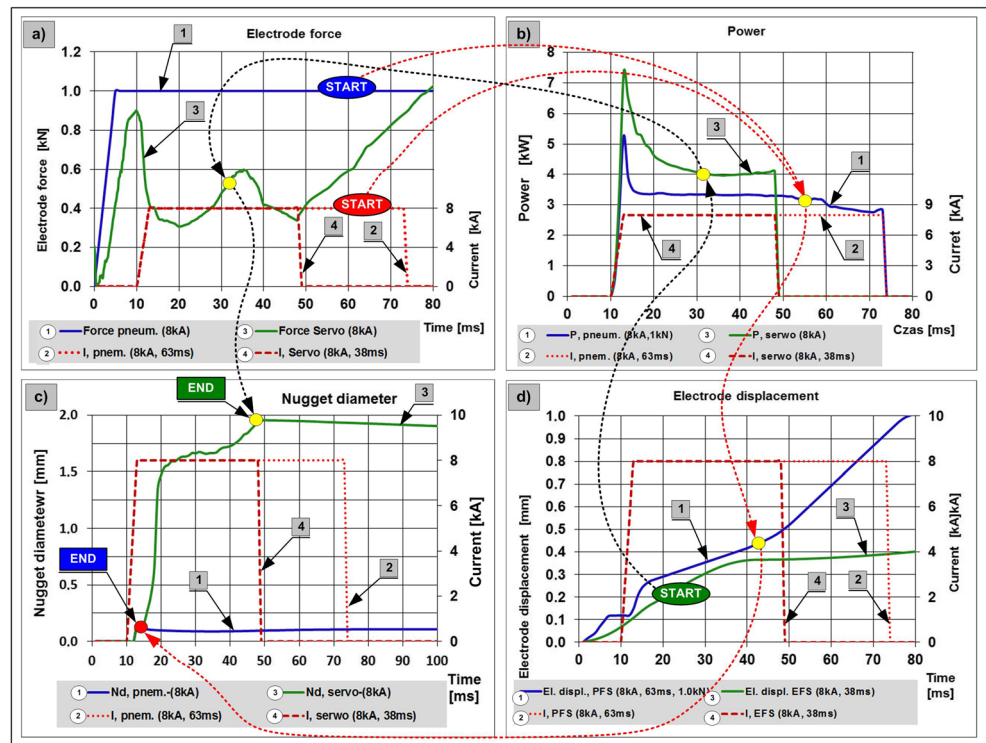 a)
Electrode force
1
START
3
START
4
2
Electrode force [kN]
1.2
1.0
0.8
0.6
0.4
0.2
0.0
12
8
4
0
Current [kA]
0 10 20 30 40 50 60 70 80
Time [ms]
1 Force pneum. (8kA)
3 Force Servo (8kA)
2 I, pnem. (8kA, 63ms)
4 I, Servo (8kA, 38ms)
b)
Power
3
1
4
2
Power [kW]
8
7
6
5
4
3
2
1
0
9
6
3
0
Curret [kA]
0 10 20 30 40 50 60 70 80
Czas [ms]
1 P, pneum. (8kA,1kN)
3 P, serwo (8kA)
2 I, pnem. (8kA, 63ms)
4 I, serwo (8kA, 38ms)
c)
END
Nugget diameter
3
END
4
1
2
Nugget diametewr [mm]
2.0
1.5
1.0
0.5
0.0
10
8
6
4
2
0
Current [kA]
0 10 20 30 40 50 60 70 80 90 100
Time
[ms]
1 Nd, pnem.-(8kA)
3 Nd, servo-(8kA)
2 I, pnem. (8kA, 63ms)
4 I, serwo (8kA, 38ms)
d)
Electrode displacement
1
3
START
4
2
Electrode displacement [mm]
1.0
0.9
0.8
0.7
0.6
0.5
0.4
0.3
0.2
0.1
0.0
10
8
6
4
2
0
Current [kA]kA]
0 10 20 30 40 50 60 70 80
Time
[ms]
1 El. displ., PFS (8kA, 63ms, 1.0kN)
3 El. displ. EFS (8kA, 38ms)
2 I, PFS (8kA, 63ms)
4 I, EFS (8kA, 38ms)